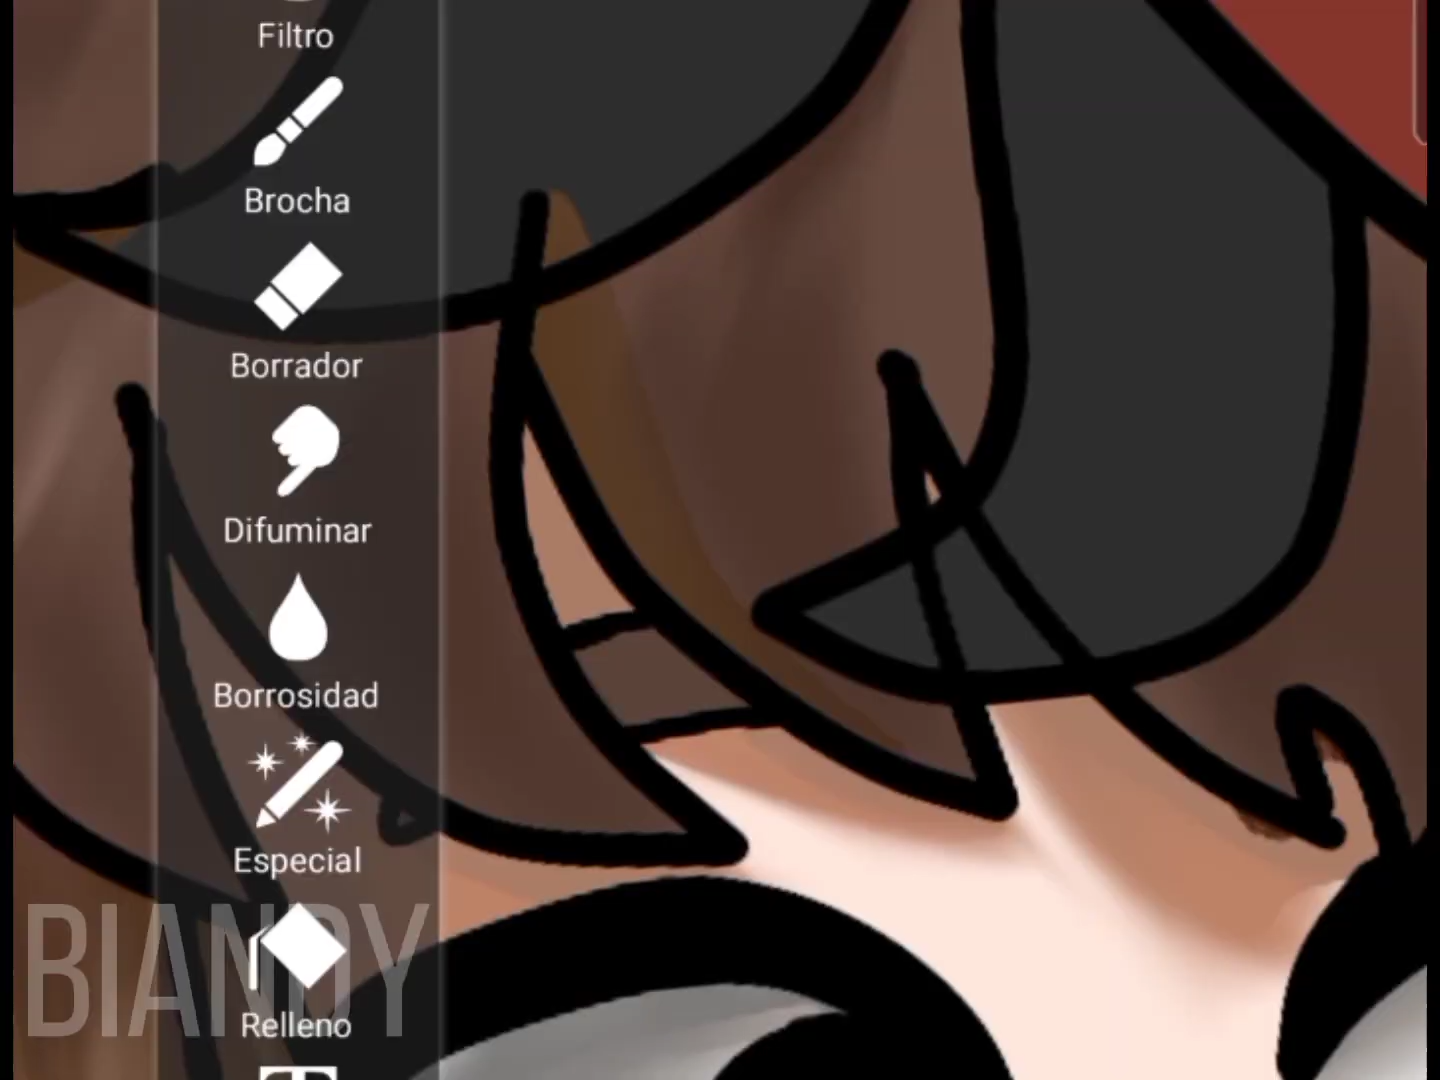 Filtro
Brocha
Borrador
Difuminar
Borrosidad
Especial
BIANDY
Relleno